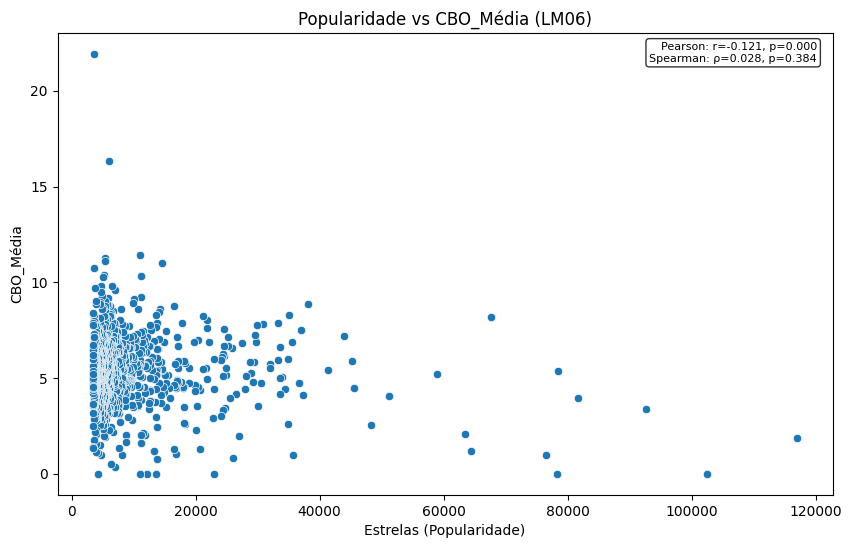 Popularidade vs CBO_Média (LM06)
Pearson: r=-0.121, p=0.000
Spearman: ρ=0.028, p=0.384
CBO_Média
20
15
10
5
0
0 20000 40000 60000 80000 100000 120000
Estrelas (Popularidade)